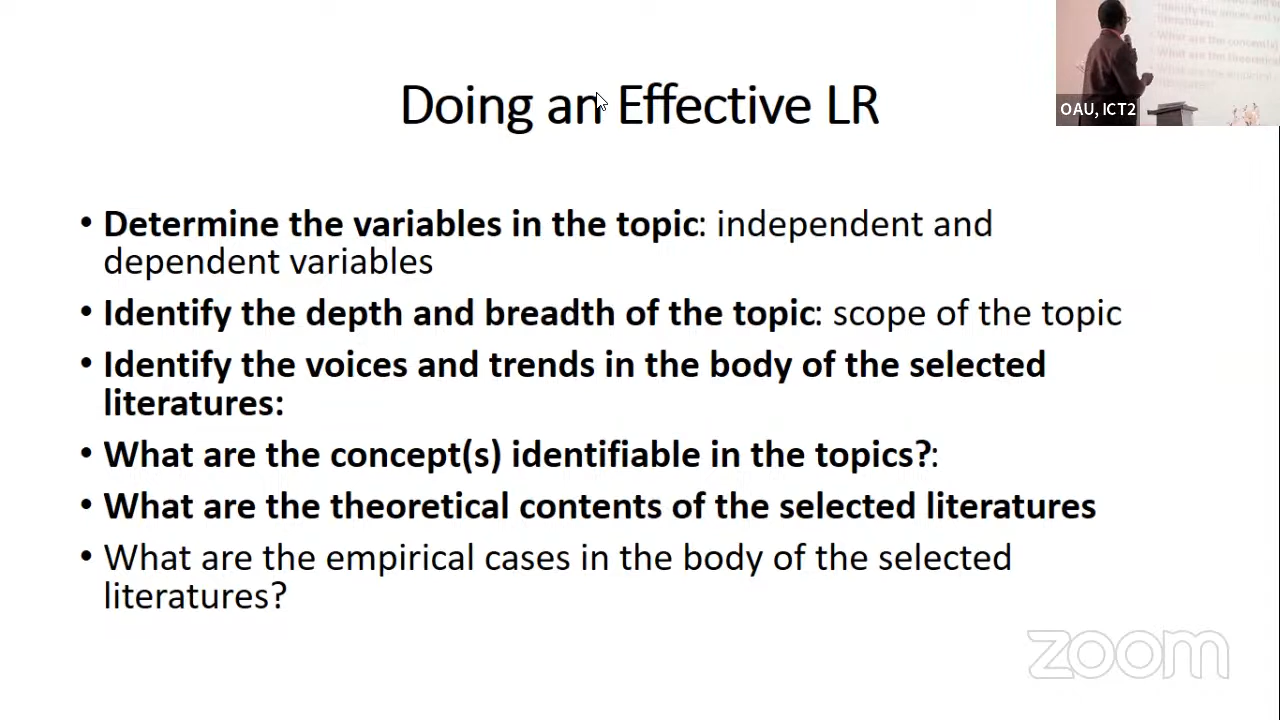 Doing an Effective LR
• Determine the variables in the topic: independent and
dependent variables
• Identify the depth and breadth of the topic: scope of the topic
• Identify the voices and trends in the body of the selected
literatures:
• What are the concept(s) identifiable in the topics?:
• What are the theoretical contents of the selected literatures
• What are the empirical cases in the body of the selected
literatures?
OAU, ICT2
zoom